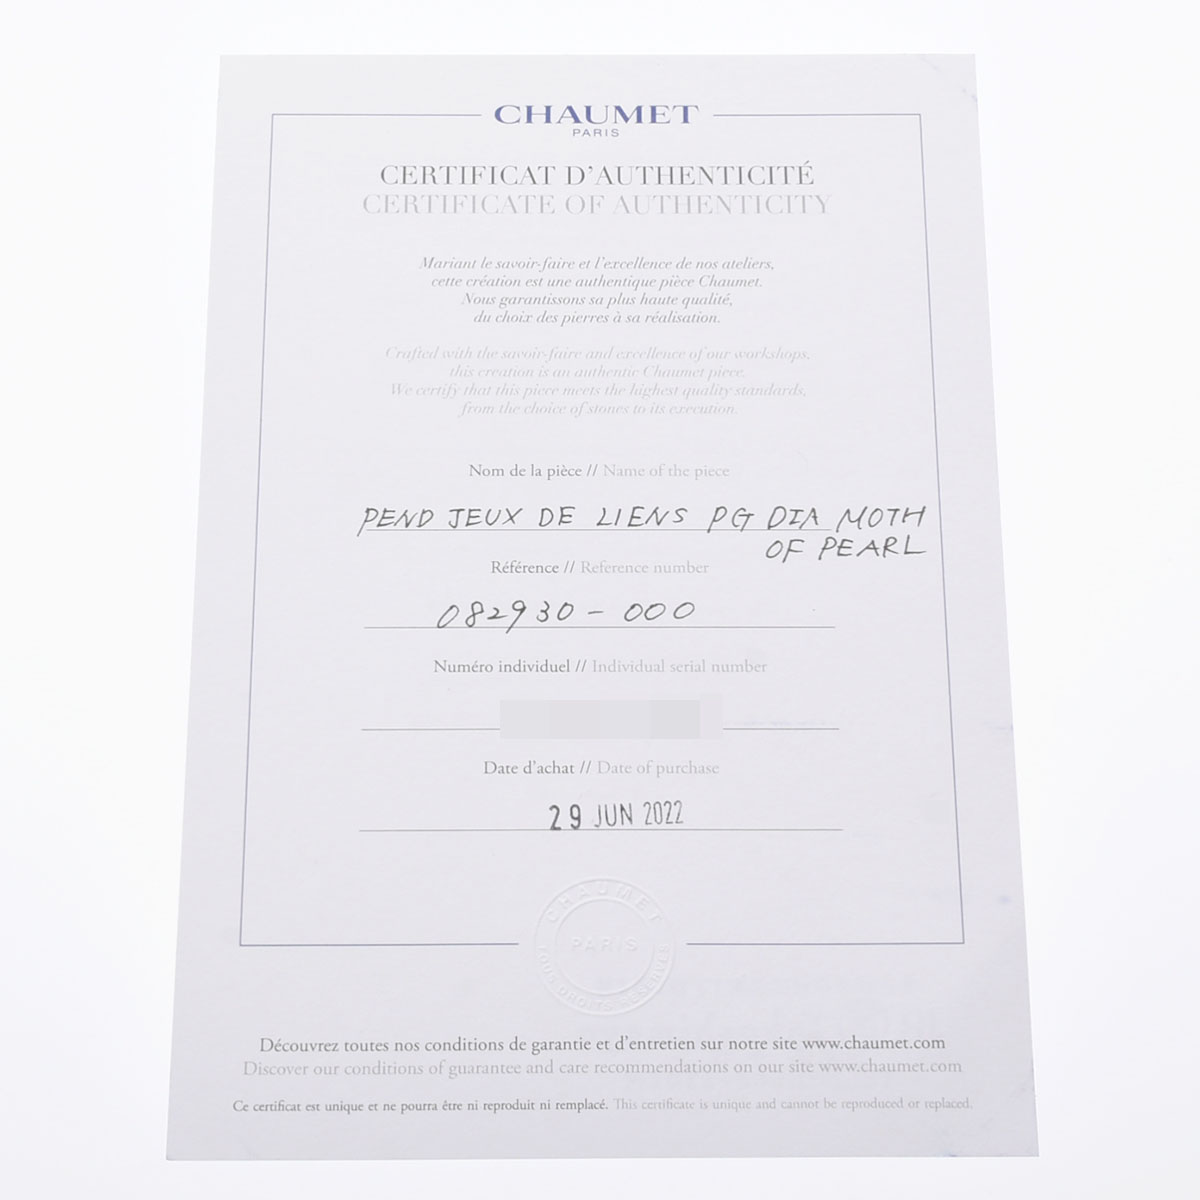 CHAUMET
PARIS
CERTIFICAT D'AUTHENTICITÉ
CERTIFICATE OF AUTHENTICITY
Mariant le savoir-faire et l'excellence de nos ateliers,
cette création est une authentique pièce Chaumet.
Nous garantissons sa plus haute qualité,
du choix des pierres à sa réalisation.
Crafted with the savoir-faire and excellence of our workshops,
this creation is an authentic Chaumet piece.
We certify that this piece meets the highest quality standards,
from the choice of stones to its execution.
Nom de la pièce // Name of the piece
PEND JEUX DE LIENS PG DIA MOTH
OF PEARL
Référence // Reference number
082930-000
Numéro individuel // Individual serial number
Date d'achat // Date of purchase
29 JUN 2022
CHAUMET
PARIS
TOUS DROITS RÉSERVÉS
Découvrez toutes nos conditions de garantie et d'entretien sur notre site www.chaumet.com
Discover our conditions of guarantee and care recommendations on our site www.chaumet.com
Ce certificat est unique et ne pourra être ni reproduit ni remplacé. This certificate is unique and cannot be reproduced or replaced.